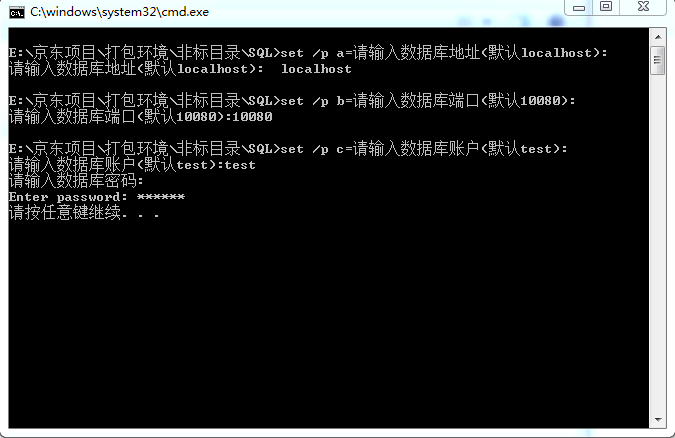 C:\windows\system32\cmd.exe
E:\京东项目\打包环境\非标目录\SQL>set /p a=请输入数据库地址(默认localhost):
请输入数据库地址(默认localhost):  localhost
E:\京东项目\打包环境\非标目录\SQL>set /p b=请输入数据库端口(默认10080):
请输入数据库端口(默认10080):10080
E:\京东项目\打包环境\非标目录\SQL>set /p c=请输入数据库账户(默认test):
请输入数据库账户(默认test):test
请输入数据库密码:
Enter password: ******
请按任意键继续. . .